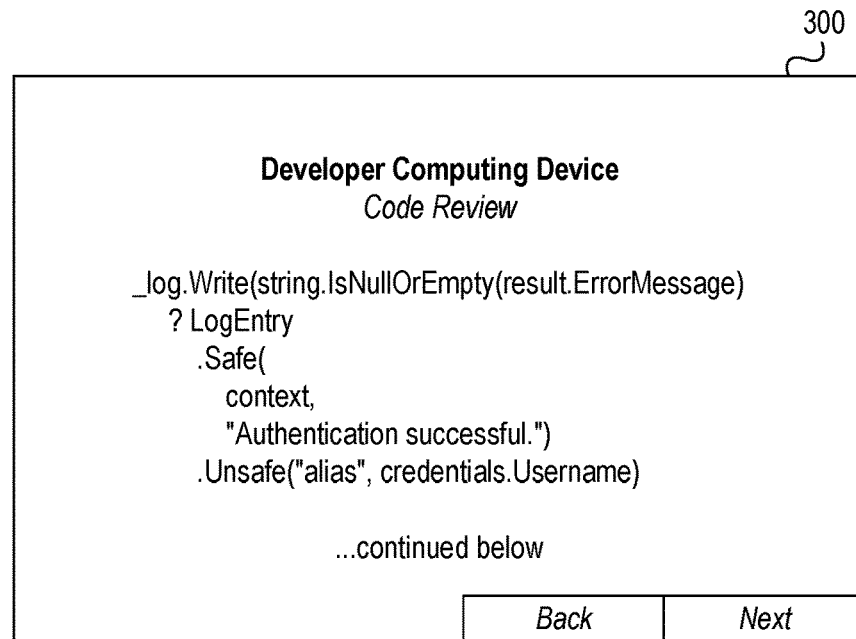 300
Developer Computing Device
Code Review
_log.Write(string.IsNullOrEmpty(result.ErrorMessage)
? LogEntry
.Safe(
context,
"Authentication successful.")
.Unsafe("alias", credentials.Username)
...continued below
Back Next